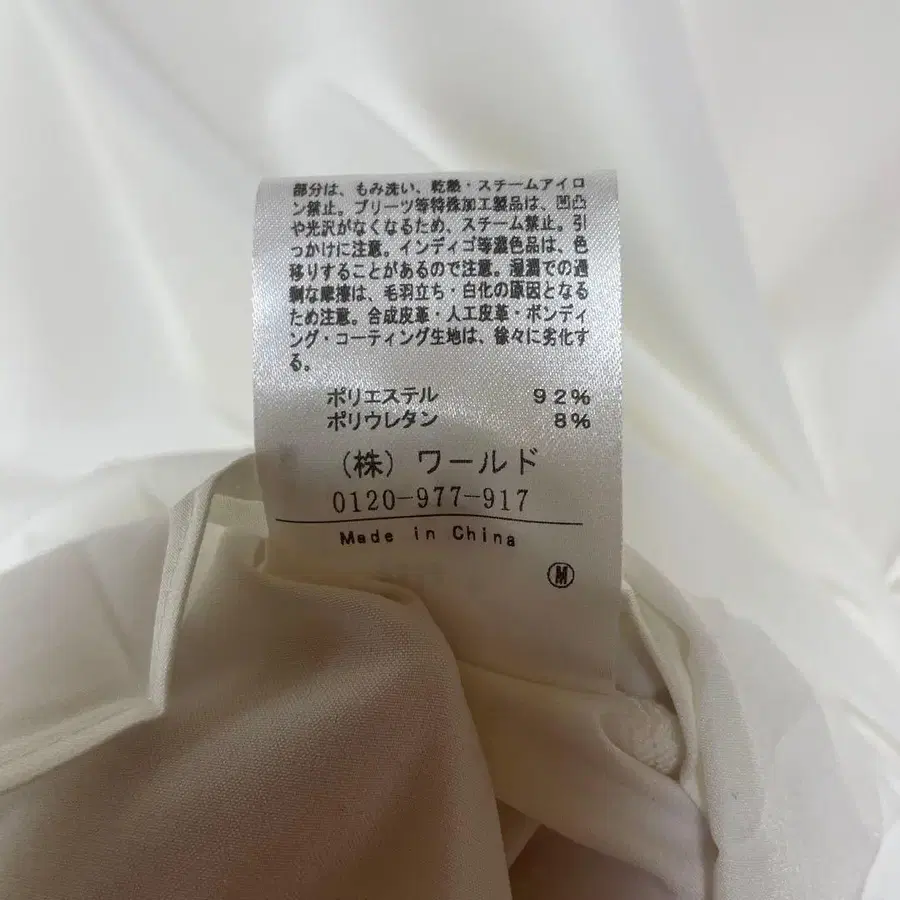 部分は、もみ洗い、乾熱・スチームアイロ
ン禁止。プリーツ等特殊加工製品は、凹凸
や光沢がなくなるため、スチーム禁止。引
っかけに注意。インディゴ等濃色品は、色
移りすることがあるので注意。湿潤での過
剰な摩擦は、毛羽立ち・白化の原因となる
ため注意。合成皮革・人工皮革・ボンディ
ング・コーティング生地は、徐々に劣化す
る。
ポリエステル 92%
ポリウレタン 8%
(株)ワールド
0120-977-917
Made in China
M